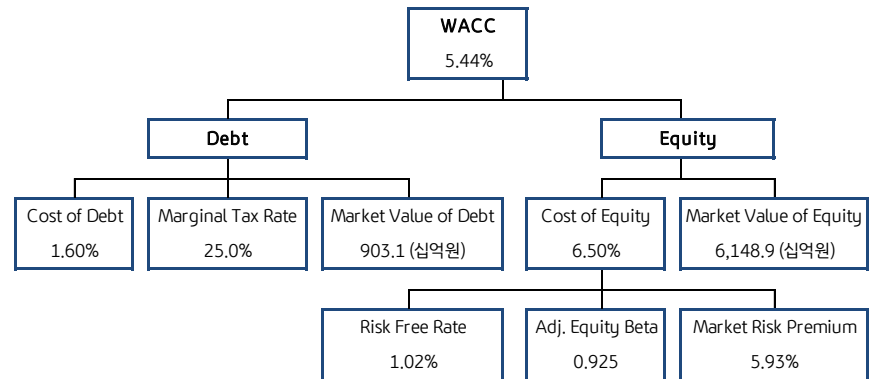 WACC
5.44%
Debt
Equity
Cost of Debt
1.60%
Marginal Tax Rate
25.0%
Market Value of Debt
903.1 (십억원)
Cost of Equity
6.50%
Market Value of Equity
6,148.9 (십억원)
Risk Free Rate
1.02%
Adj. Equity Beta
0.925
Market Risk Premium
5.93%